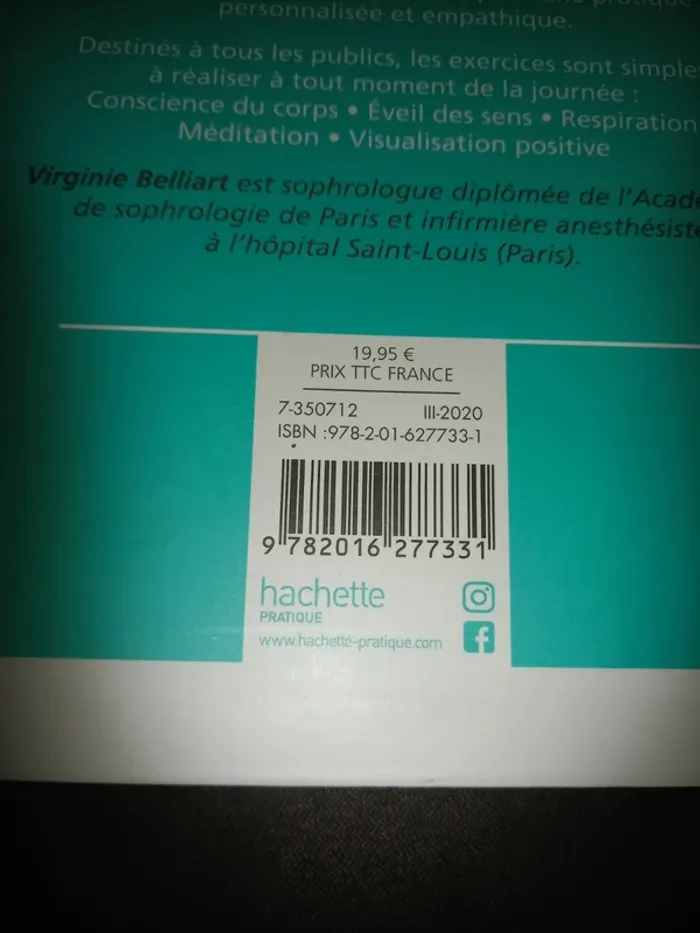 personnalisée et empathique.
Destinés à tous les publics, les exercices sont simple
à réaliser à tout moment de la journée :
Conscience du corps • Éveil des sens • Respiration
Méditation • Visualisation positive
Virginie Belliart est sophrologue diplômée de l'Acad
de sophrologie de Paris et infirmière anesthésiste
à l'hôpital Saint-Louis (Paris).
19,95 €
PRIX TTC FRANCE
7-350712 III-2020
ISBN :978-2-01-627733-1
9 782016 277331
hachette
PRATIQUE
www.hachette-pratique.com